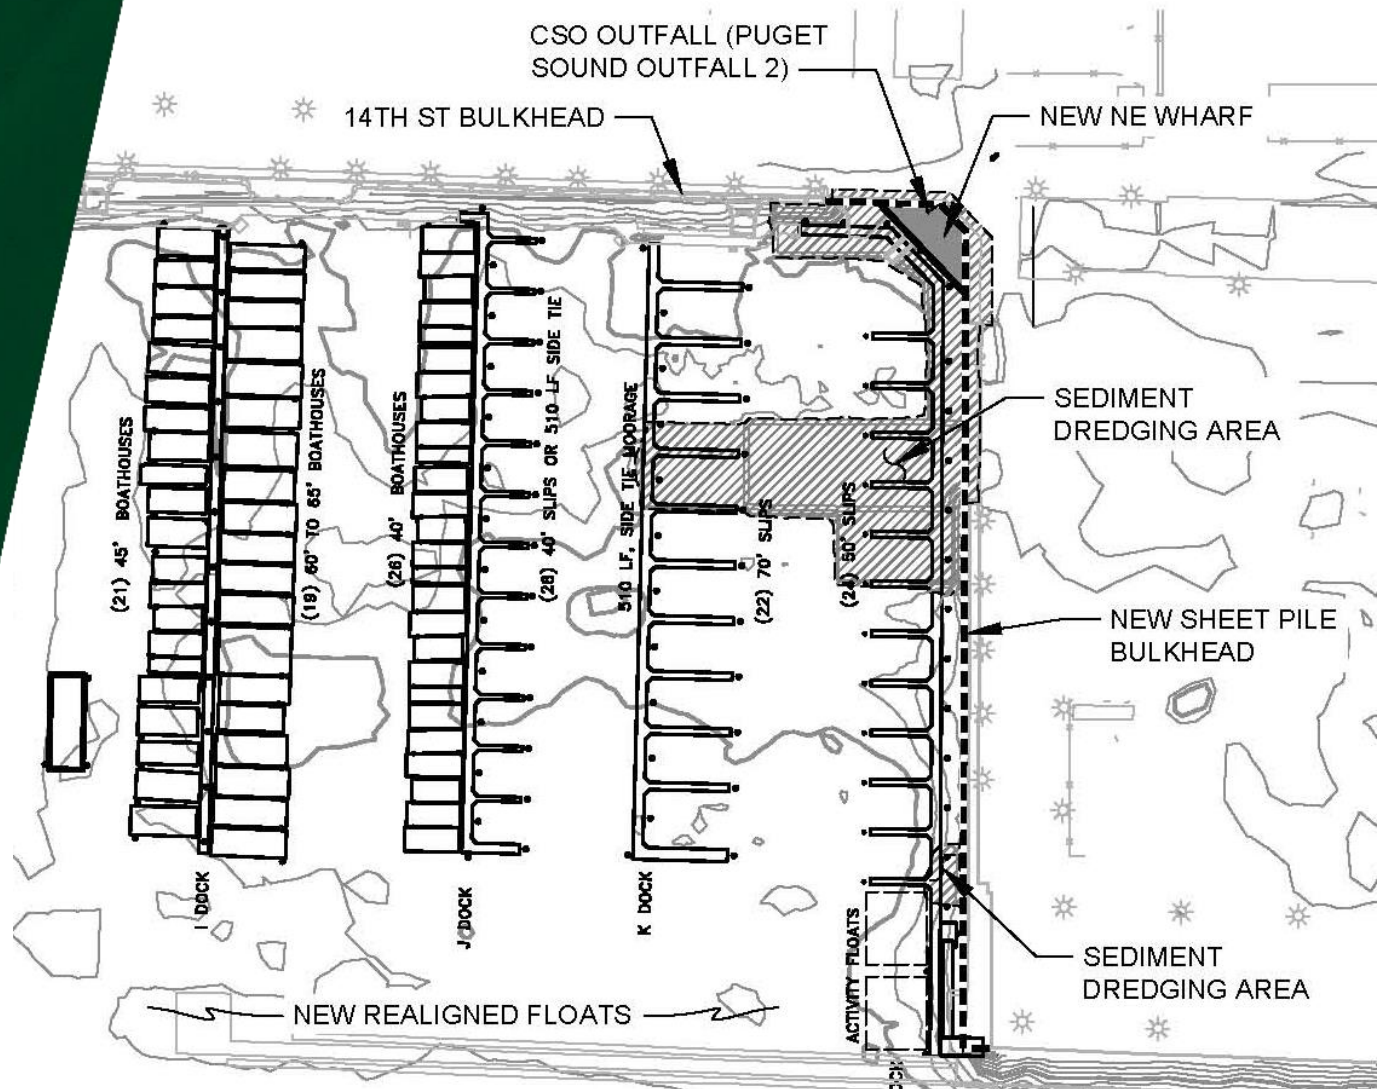 CSO OUTFALL (PUGET
SOUND OUTFALL 2)
14TH ST BULKHEAD
NEW NE WHARF
SEDIMENT
DREDGING AREA
(21) 45' BOATHOUSES
(19) 60' TO 65' BOATHOUSES
(26) 40' BOATHOUSES
(28) 40' SLIPS OR 510 LF SIDE TIE
510 LF, SIDE TIE MOORAGE
(22) 70' SLIPS
(24) 50' SLIPS
NEW SHEET PILE
BULKHEAD
I DOCK
J DOCK
K DOCK
ACTIVITY FLOATS
SEDIMENT
DREDGING AREA
NEW REALIGNED FLOATS